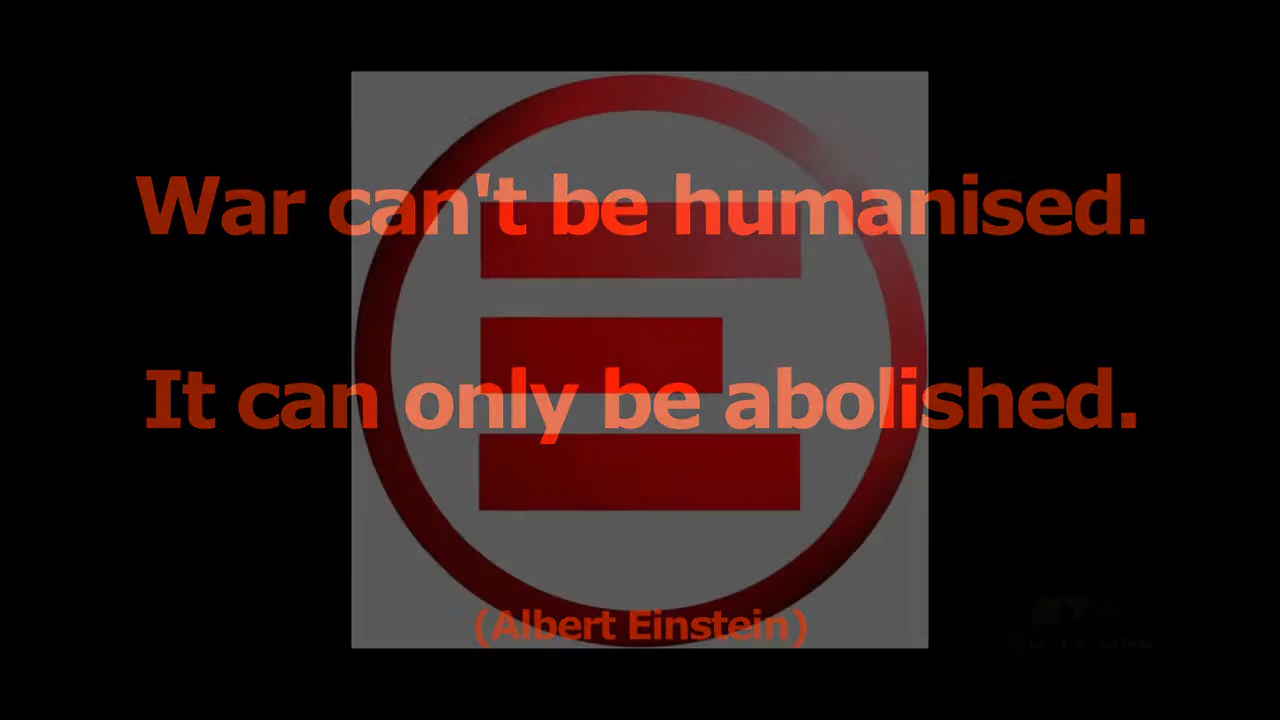 War can't be humanised.
It can only be abolished.
(Albert Einstein)